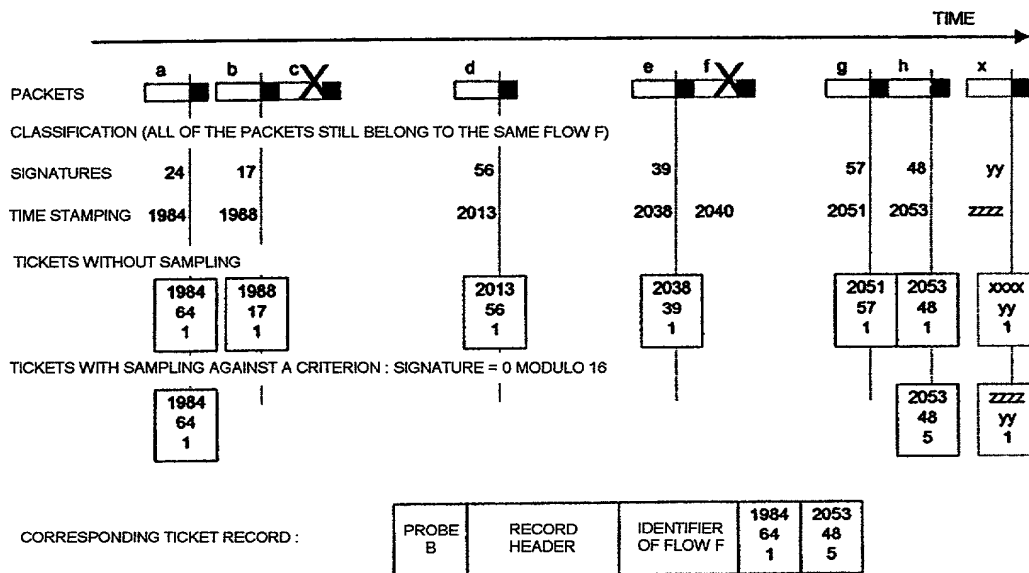 TIME
a b c d e f g h x
PACKETS
CLASSIFICATION (ALL OF THE PACKETS STILL BELONG TO THE SAME FLOW F)
SIGNATURES 24 17 56 39 57 48 yy
TIME STAMPING 1984 1988 2013 2038 2040 2051 2053 zzzz
TICKETS WITHOUT SAMPLING
1984 1988 2013 2038 2051 2053 xxxx
64 17 56 39 57 48 yy
1 1 1 1 1 1 1
TICKETS WITH SAMPLING AGAINST A CRITERION : SIGNATURE = 0 MODULO 16
1984 2053 zzzz
64 48 yy
1 5 1
CORRESPONDING TICKET RECORD :
PROBE B
RECORD HEADER
IDENTIFIER OF FLOW F
1984 2053
64 48
1 5